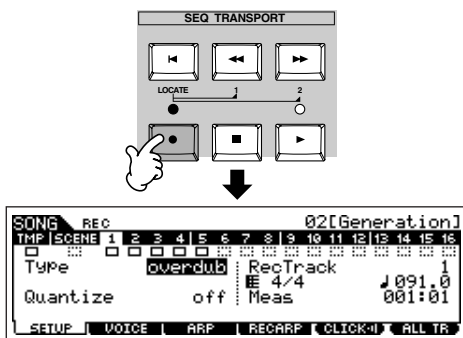 SEQ TRANSPORT
LOCATE 1 2
SONG REC 02[Generation]
TMP SCENE 1 2 3 4 5 6 7 8 9 10 11 12 13 14 15 16
Type overdub RecTrack 1
4/4 ♩091.0
Quantize off Meas 001:01
SETUP VOICE ARP RECARP CLICK ALL TR